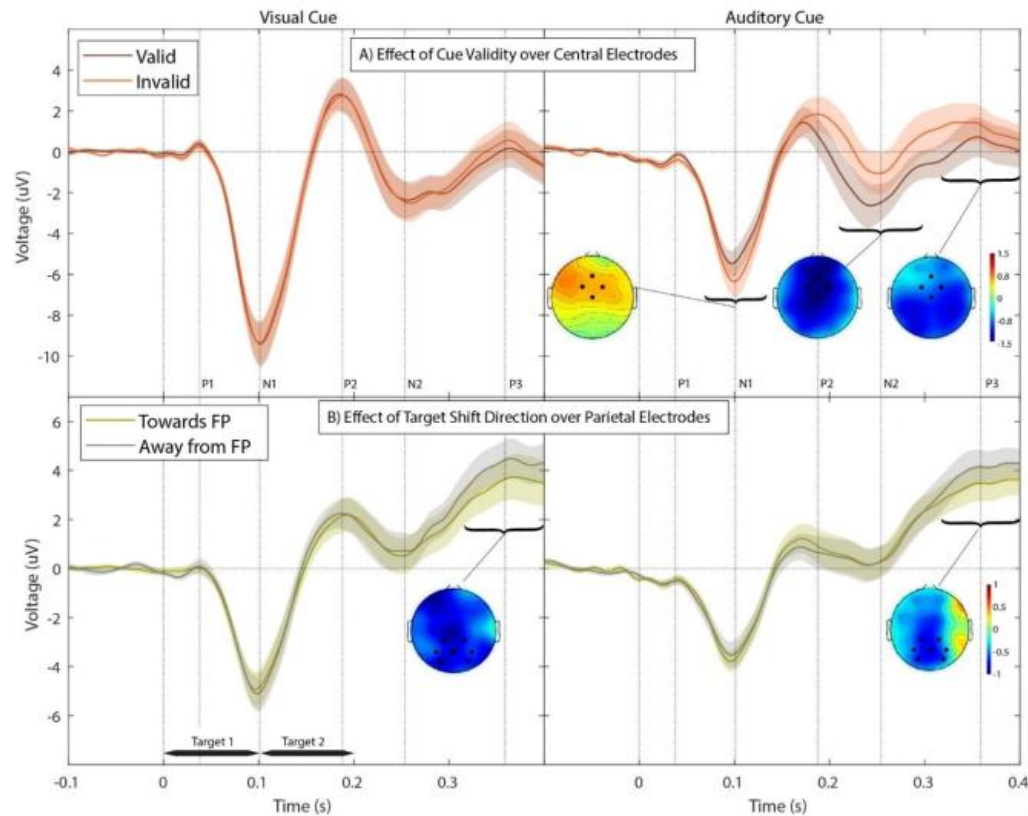 Visual Cue
Auditory Cue
A) Effect of Cue Validity over Central Electrodes
Valid
Invalid
4
2
0
-2
-4
-6
-8
-10
Voltage (uV)
1.5
0.8
0
-0.8
-1.5
P1 N1 P2 N2 P3
P1 N1 P2 N2 P3
B) Effect of Target Shift Direction over Parietal Electrodes
Towards FP
Away from FP
6
4
2
0
-2
-4
-6
Voltage (uV)
1
0.5
0
-0.5
-1
Target 1 Target 2
-0.1 0 0.1 0.2 0.3
0 0.1 0.2 0.3 0.4
Time (s)
Time (s)